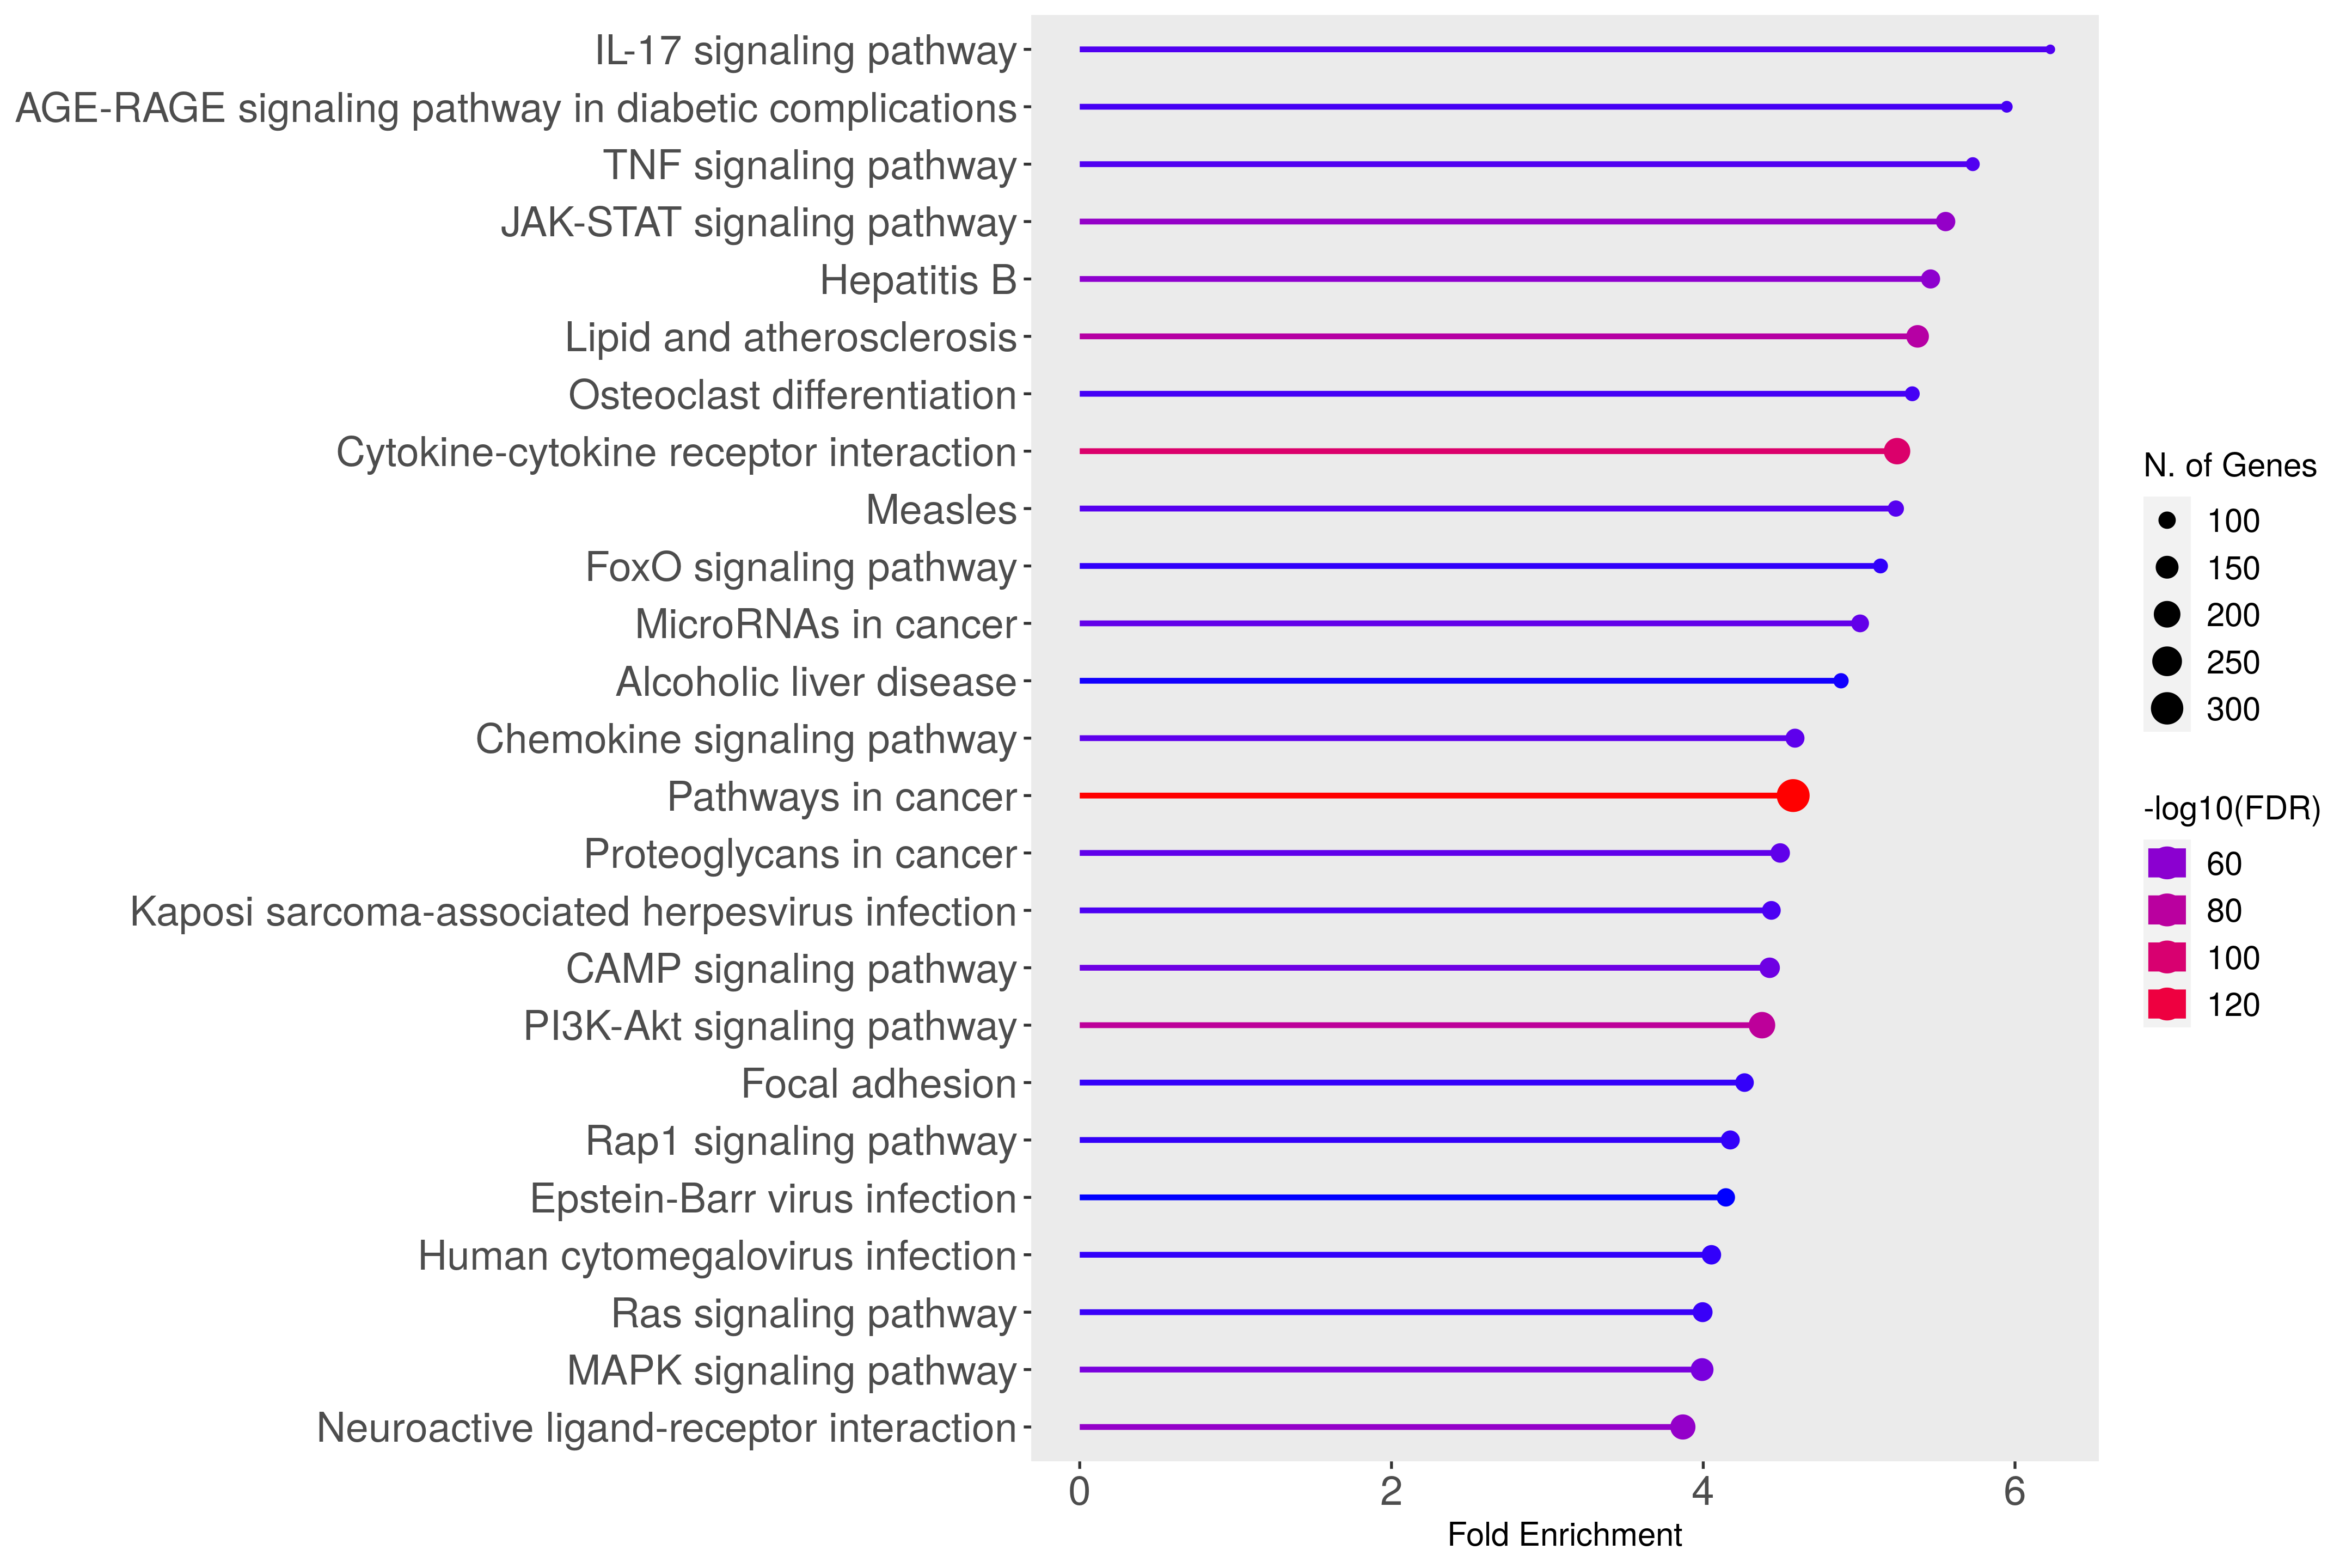 IL-17 signaling pathway
AGE-RAGE signaling pathway in diabetic complications
TNF signaling pathway
JAK-STAT signaling pathway
Hepatitis B
Lipid and atherosclerosis
Osteoclast differentiation
Cytokine-cytokine receptor interaction
Measles
FoxO signaling pathway
MicroRNAs in cancer
Alcoholic liver disease
Chemokine signaling pathway
Pathways in cancer
Proteoglycans in cancer
Kaposi sarcoma-associated herpesvirus infection
CAMP signaling pathway
PI3K-Akt signaling pathway
Focal adhesion
Rap1 signaling pathway
Epstein-Barr virus infection
Human cytomegalovirus infection
Ras signaling pathway
MAPK signaling pathway
Neuroactive ligand-receptor interaction
0 2 4 6
Fold Enrichment
N. of Genes
100
150
200
250
300
-log10(FDR)
60
80
100
120